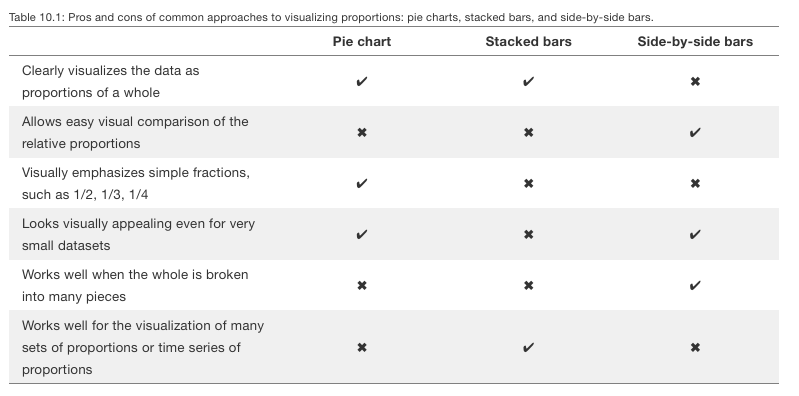 Table 10.1: Pros and cons of common approaches to visualizing proportions: pie charts, stacked bars, and side-by-side bars.
Pie chart Stacked bars Side-by-side bars
Clearly visualizes the data as
proportions of a whole ✔ ✔ ✖
Allows easy visual comparison of the
relative proportions ✖ ✖ ✔
Visually emphasizes simple fractions,
such as 1/2, 1/3, 1/4 ✔ ✖ ✖
Looks visually appealing even for very
small datasets ✔ ✖ ✔
Works well when the whole is broken
into many pieces ✖ ✖ ✔
Works well for the visualization of many
sets of proportions or time series of ✖ ✔ ✖
proportions